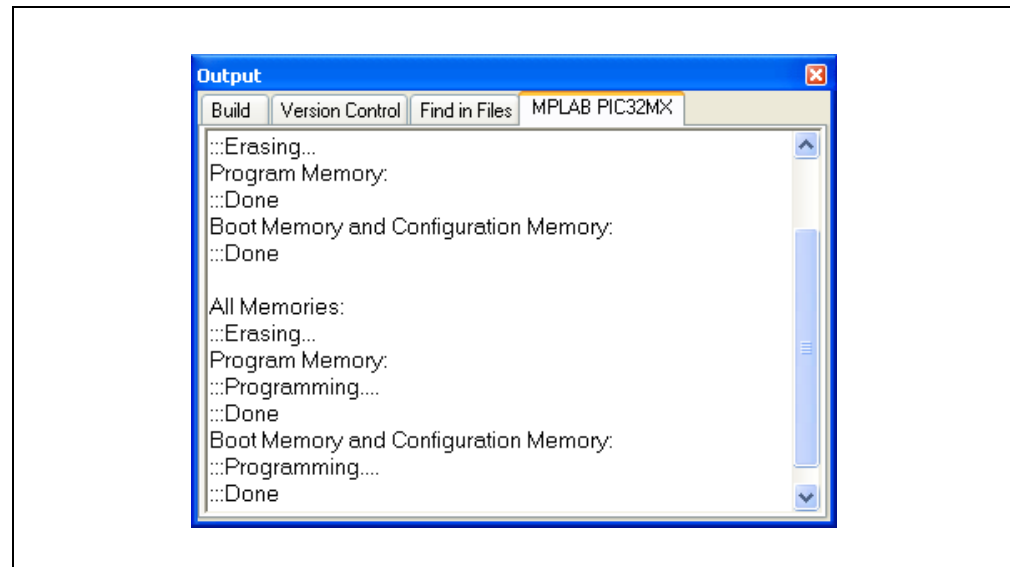 Output
Build Version Control Find in Files MPLAB PIC32MX
:::Erasing...
Program Memory:
:::Done
Boot Memory and Configuration Memory:
:::Done
All Memories:
:::Erasing...
Program Memory:
:::Programming....
:::Done
Boot Memory and Configuration Memory:
:::Programming....
:::Done